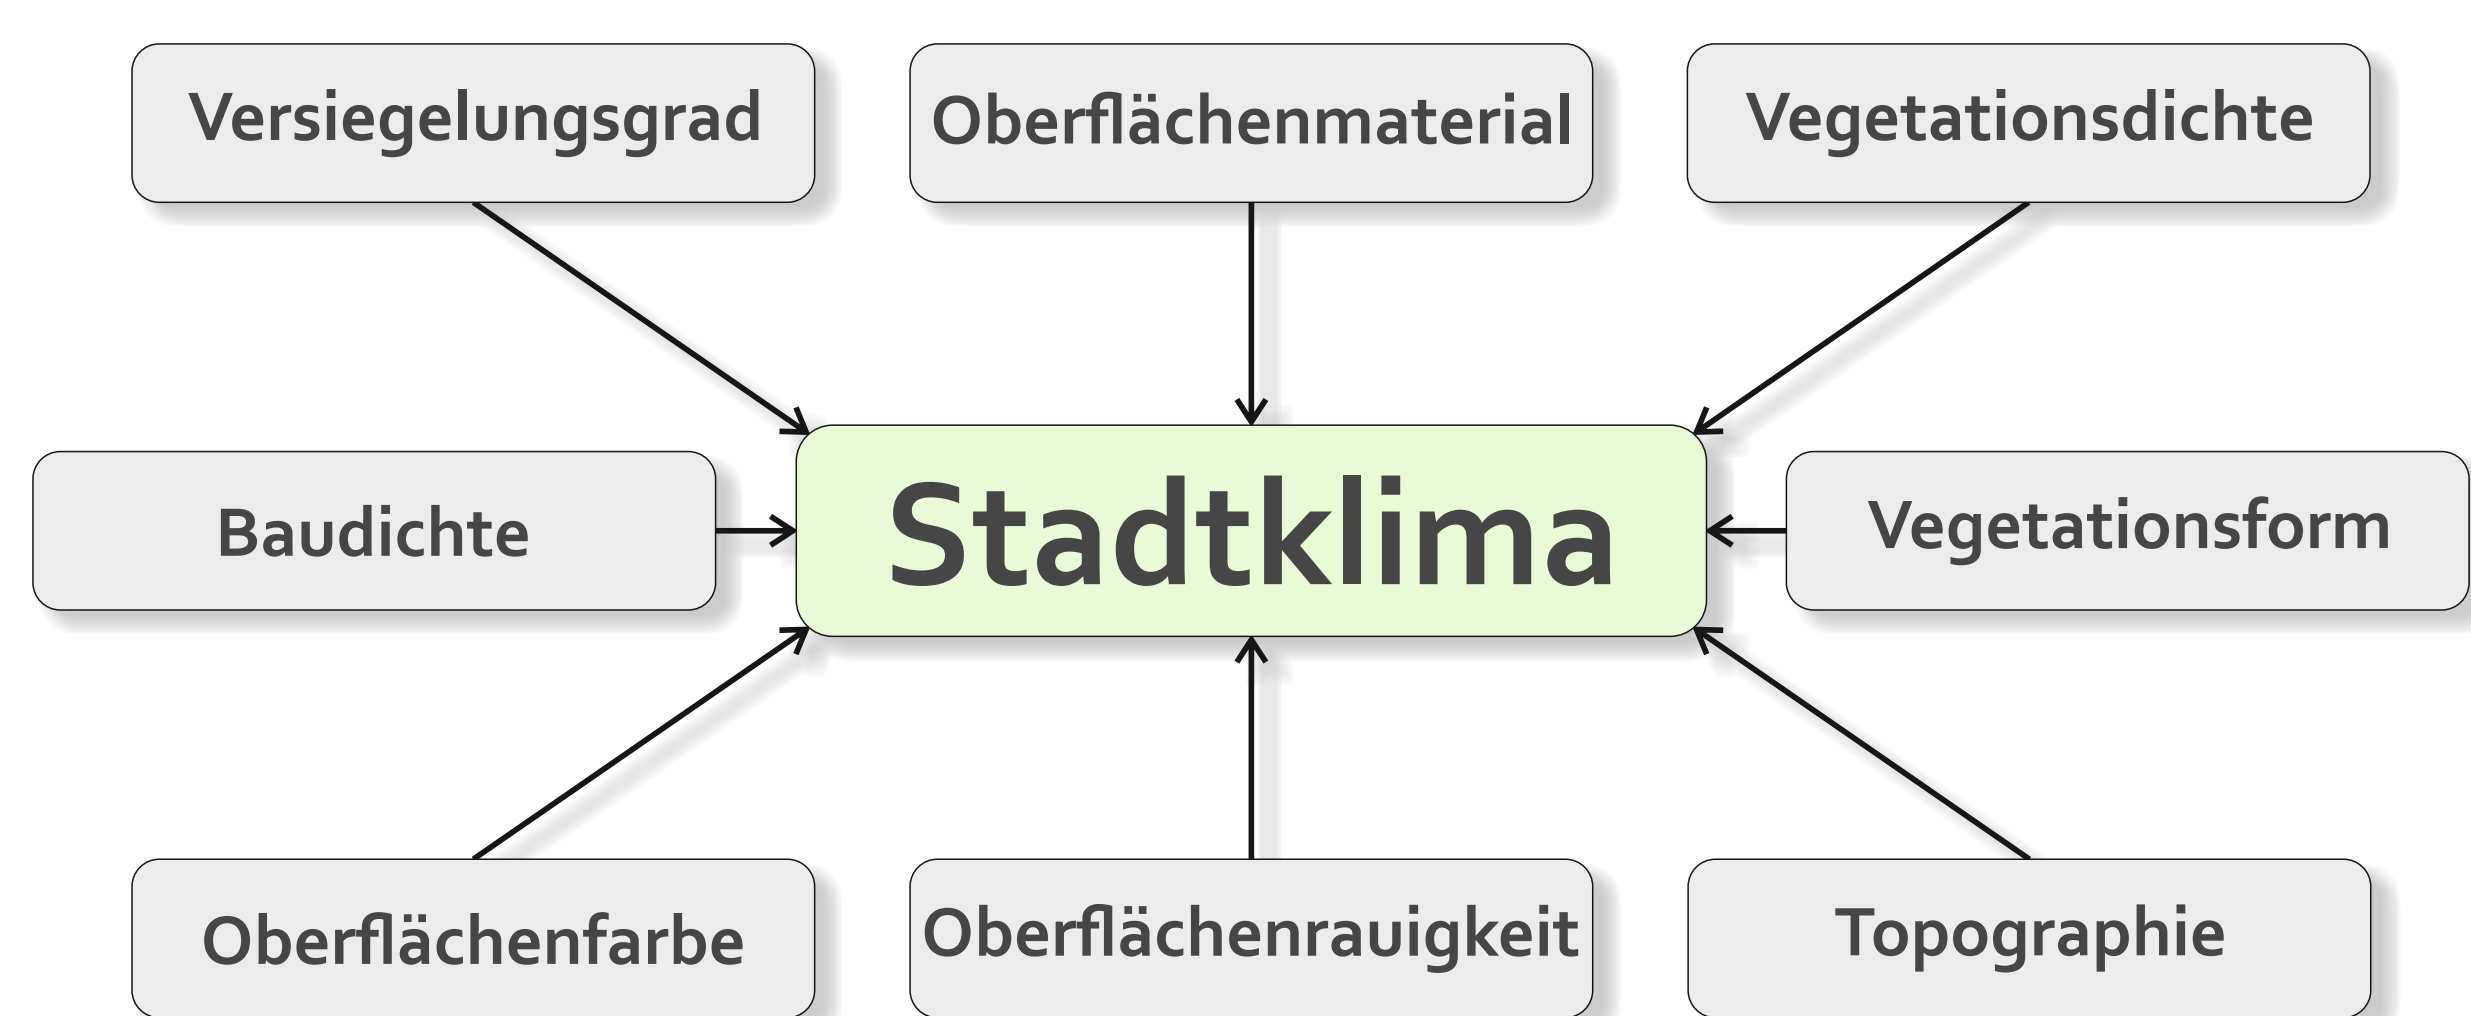 Versiegelungsgrad
Oberflächenmaterial
Vegetationsdichte
Baudichte
Stadtklima
Vegetationsform
Oberflächenfarbe
Oberflächenrauigkeit
Topographie